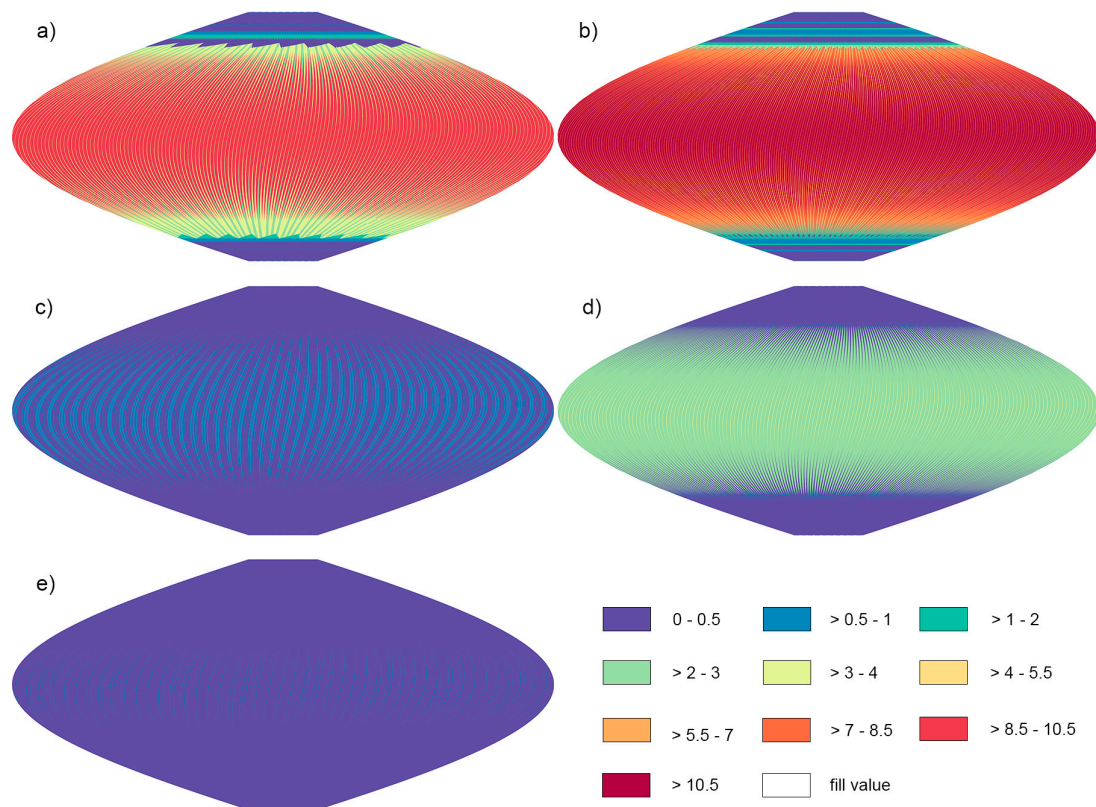 a)
b)
c)
d)
e)
0 - 0.5
> 0.5 - 1
> 1 - 2
> 2 - 3
> 3 - 4
> 4 - 5.5
> 5.5 - 7
> 7 - 8.5
> 8.5 - 10.5
> 10.5
fill value